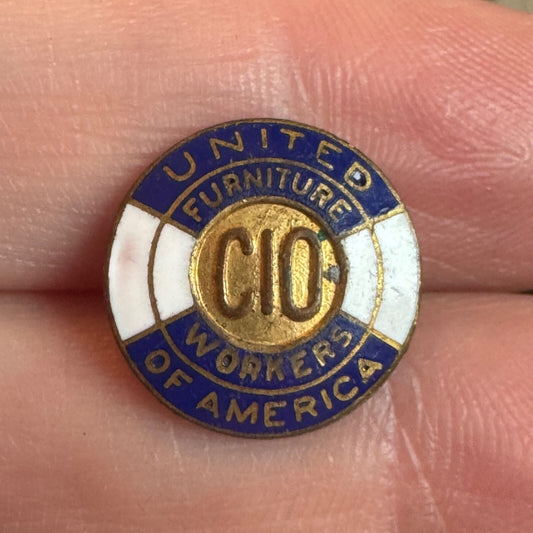 UNITED
FURNITURE
CIO
WORKERS
OF AMERICA